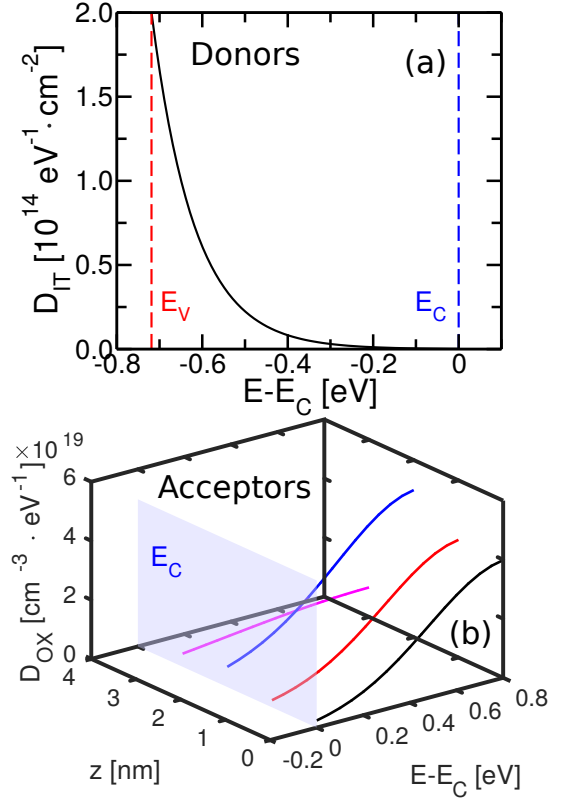 2.0
Donors
(a)
1.5
1.0
0.5
0.0
D_IT [10^14 eV^-1·cm^-2]
E_V
E_C
-0.8
-0.6
-0.4
-0.2
0
E-E_C [eV]
×10^19
6
4
2
0
D_OX [cm^-3 · eV^-1]
Acceptors
E_C
(b)
4
3
2
1
0
z [nm]
-0.2
0
0.2
0.4
0.6
0.8
E-E_C [eV]